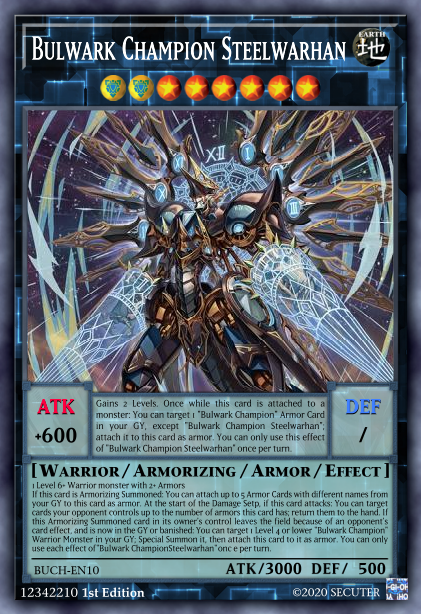 BULWARK CHAMPION STEELWARHAN
EARTH
地
XII
I
XI
X
III
ATK
+600
Gains 2 Levels. Once while this card is attached to a
monster: You can target 1 "Bulwark Champion" Armor Card
in your GY, except "Bulwark Champion Steelwarhan";
attach it to this card as armor. You can only use this effect
of "Bulwark Champion Steelwarhan" once per turn.
DEF
/
[WARRIOR/ARMORIZING/ARMOR/EFFECT]
1 Level 6+ Warrior monster with 2+ Armors
If this card is Armorizing Summoned: You can attach up to 5 Armor Cards with different names from
your GY to this card as armor. At the start of the Damage Setp, if this card attacks: You can target
cards your opponent controls up to the number of armors this card has; return them to the hand. If
this Armorizing Summoned card in its owner's control leaves the field because of an opponent's
card effect, and is now in the GY or banished: You can target 1 Level 4 or lower "Bulwark Champion"
Warrior Monster in your GY; Special Summon it, then attach this card to it as armor. You can only
use each effect of "Bulwark ChampionSteelwarhan" onc e per turn.
BUCH-EN10
ATK/3000 DEF/ 500
12342210 1st Edition
©2020 SECUTER